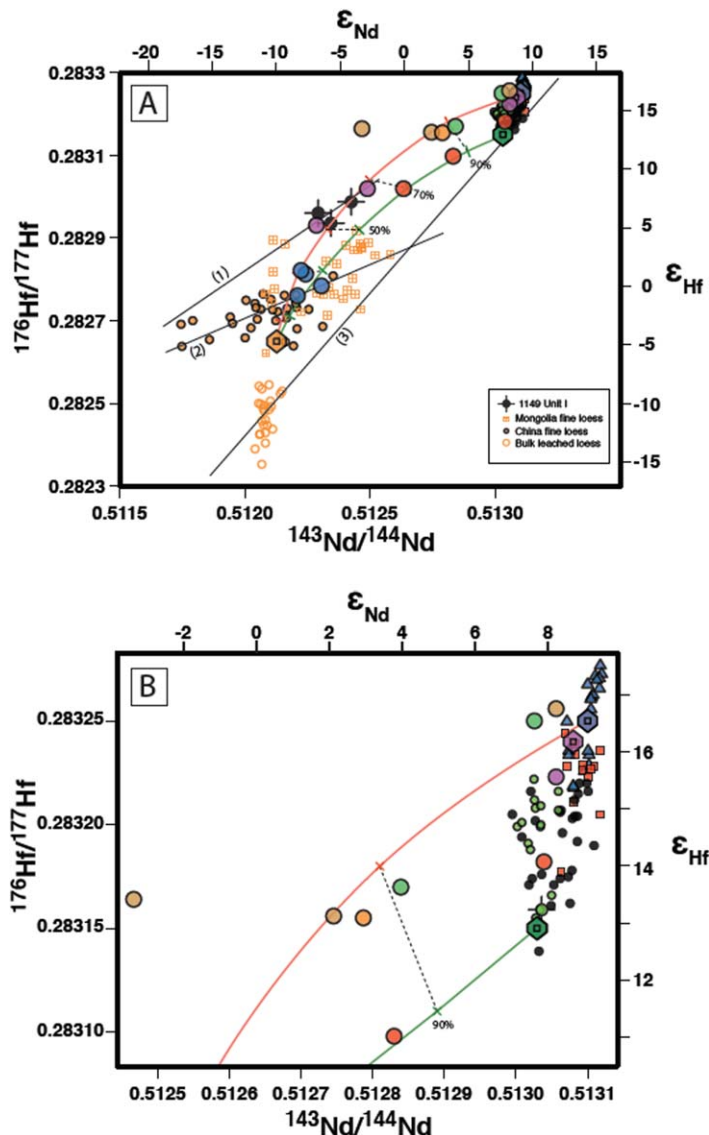 εNd
-20 -15 -10 -5 0 5 10 15
A
0.2833
0.2831
0.2829
0.2827
0.2825
0.2823
176Hf/177Hf
15
10
5
0
-5
-10
-15
εHf
(1)
(2)
(3)
90%
70%
50%
1149 Unit I
Mongolia fine loess
China fine loess
Bulk leached loess
0.5115 0.5120 0.5125 0.5130
143Nd/144Nd
εNd
-2 0 2 4 6 8
B
0.28325
0.28320
0.28315
0.28310
176Hf/177Hf
16
14
12
εHf
90%
0.5125 0.5126 0.5127 0.5128 0.5129 0.5130 0.5131
143Nd/144Nd